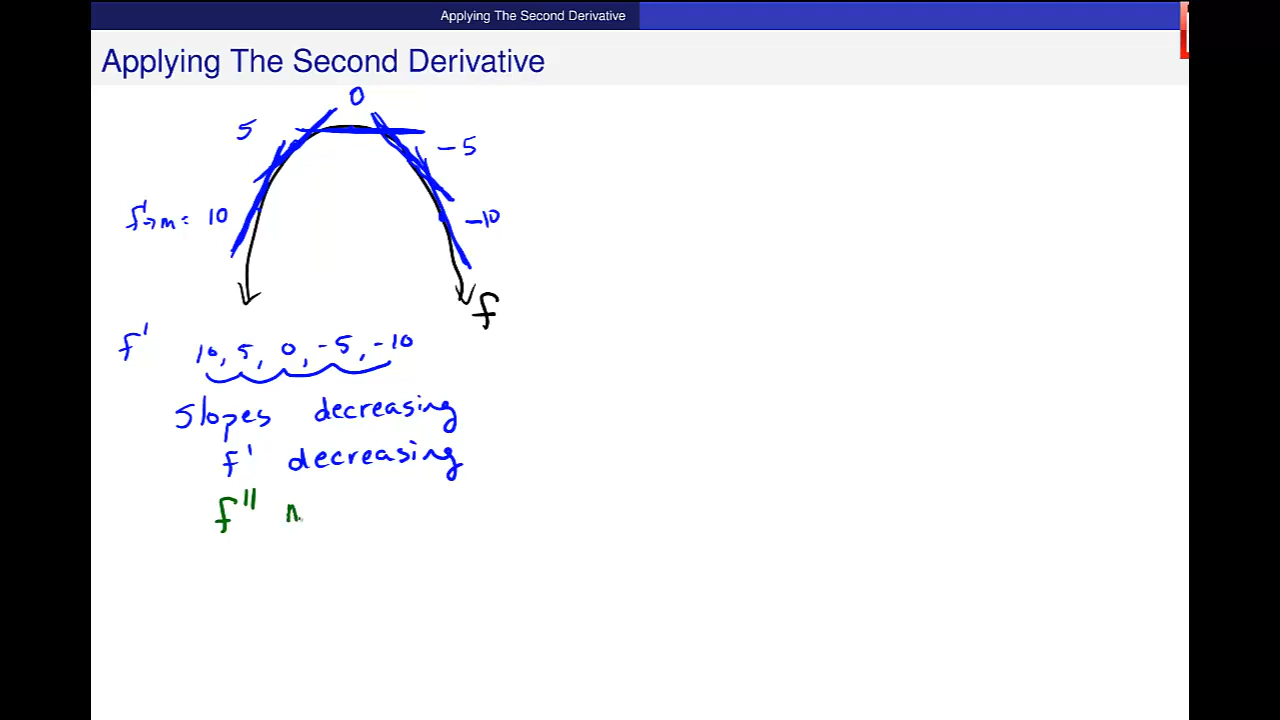 Applying The Second Derivative
Applying The Second Derivative
0
5
-5
f' → m = 10
-10
f
f' 10, 5, 0, -5, -10
Slopes decreasing
f' decreasing
f'' n